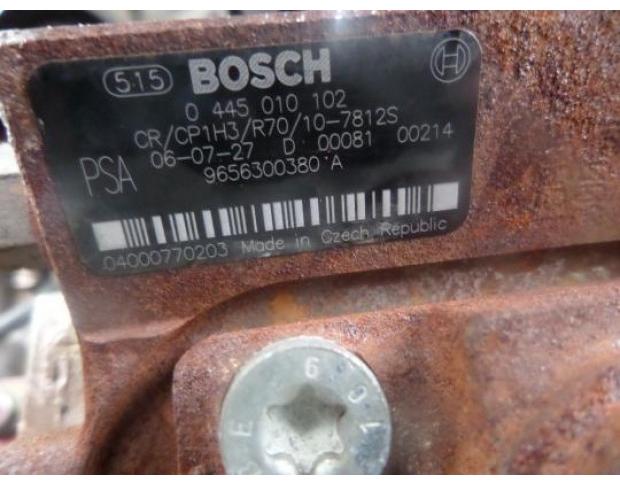 515 BOSCH H
0 445 010 102
CR/CP1H3/R70/10-7812S
PSA 06-07-27 D 00081 00214
9656300380 A
04000770203 Made in Czech Republic
109